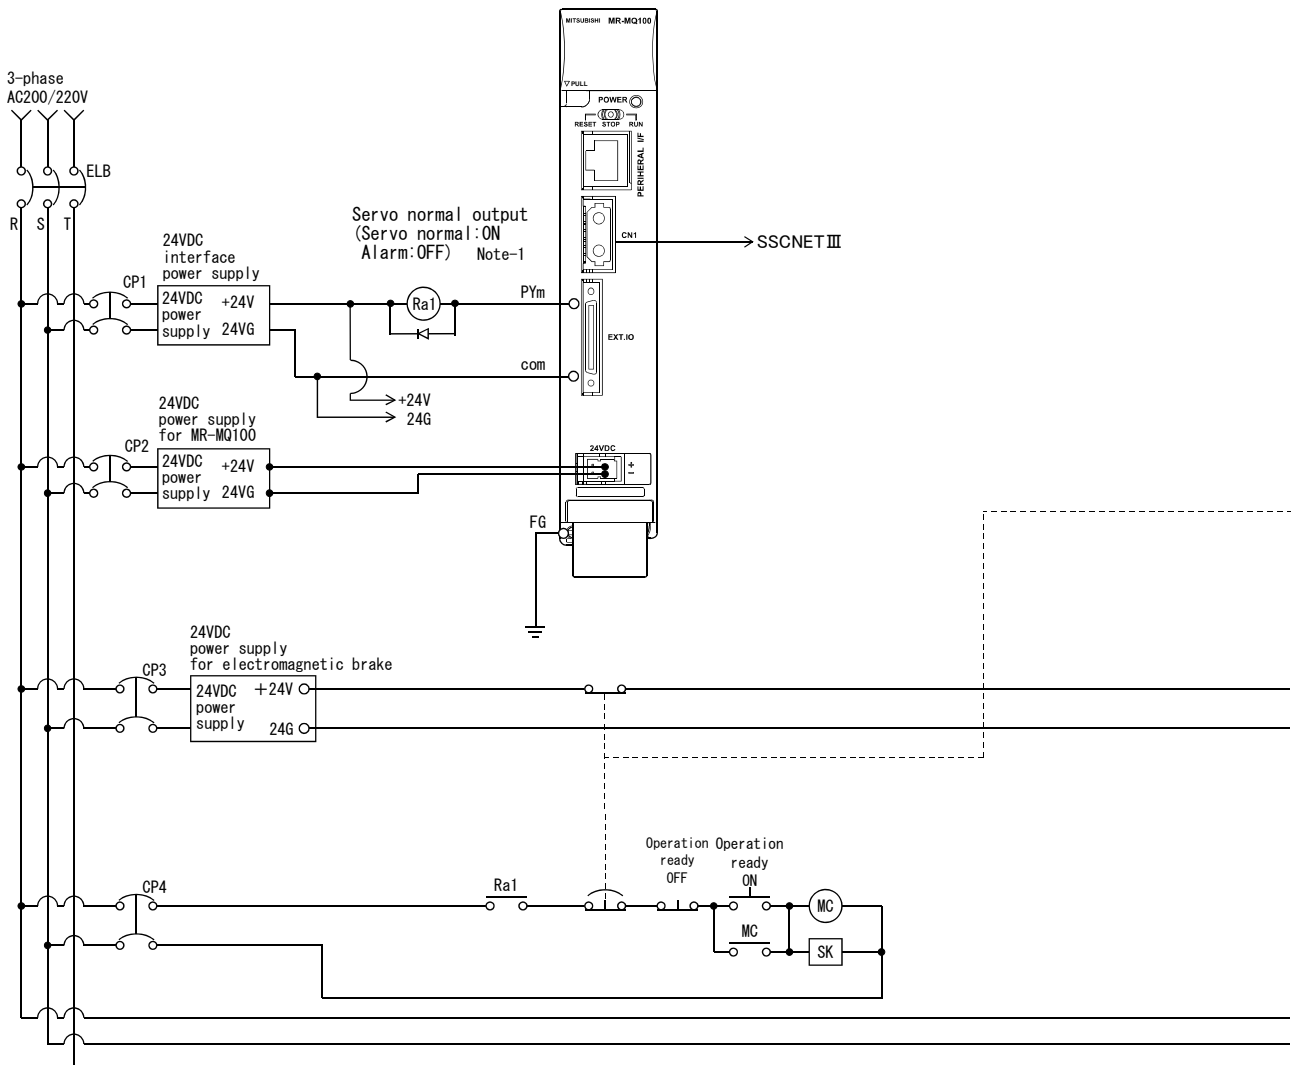 MITSUBISHI MR-MQ100
▽PULL
POWER
RESET STOP RUN
PERIHERAL I/F
3-phase
AC200/220V
ELB
R S T
Servo normal output
(Servo normal:ON
Alarm:OFF) Note-1
CN1
SSCNETⅢ
24VDC
interface
power supply
CP1
24VDC
power
supply
+24V
24VG
Ra1
PYm
EXT.IO
com
+24V
24G
24VDC
power supply
for MR-MQ100
CP2
24VDC
power
supply
+24V
24VG
24VDC
+
-
FG
24VDC
power supply
for electromagnetic brake
CP3
24VDC
power
supply
+24V
24G
CP4
Ra1
Operation
ready
OFF
Operation
ready
ON
MC
MC
SK